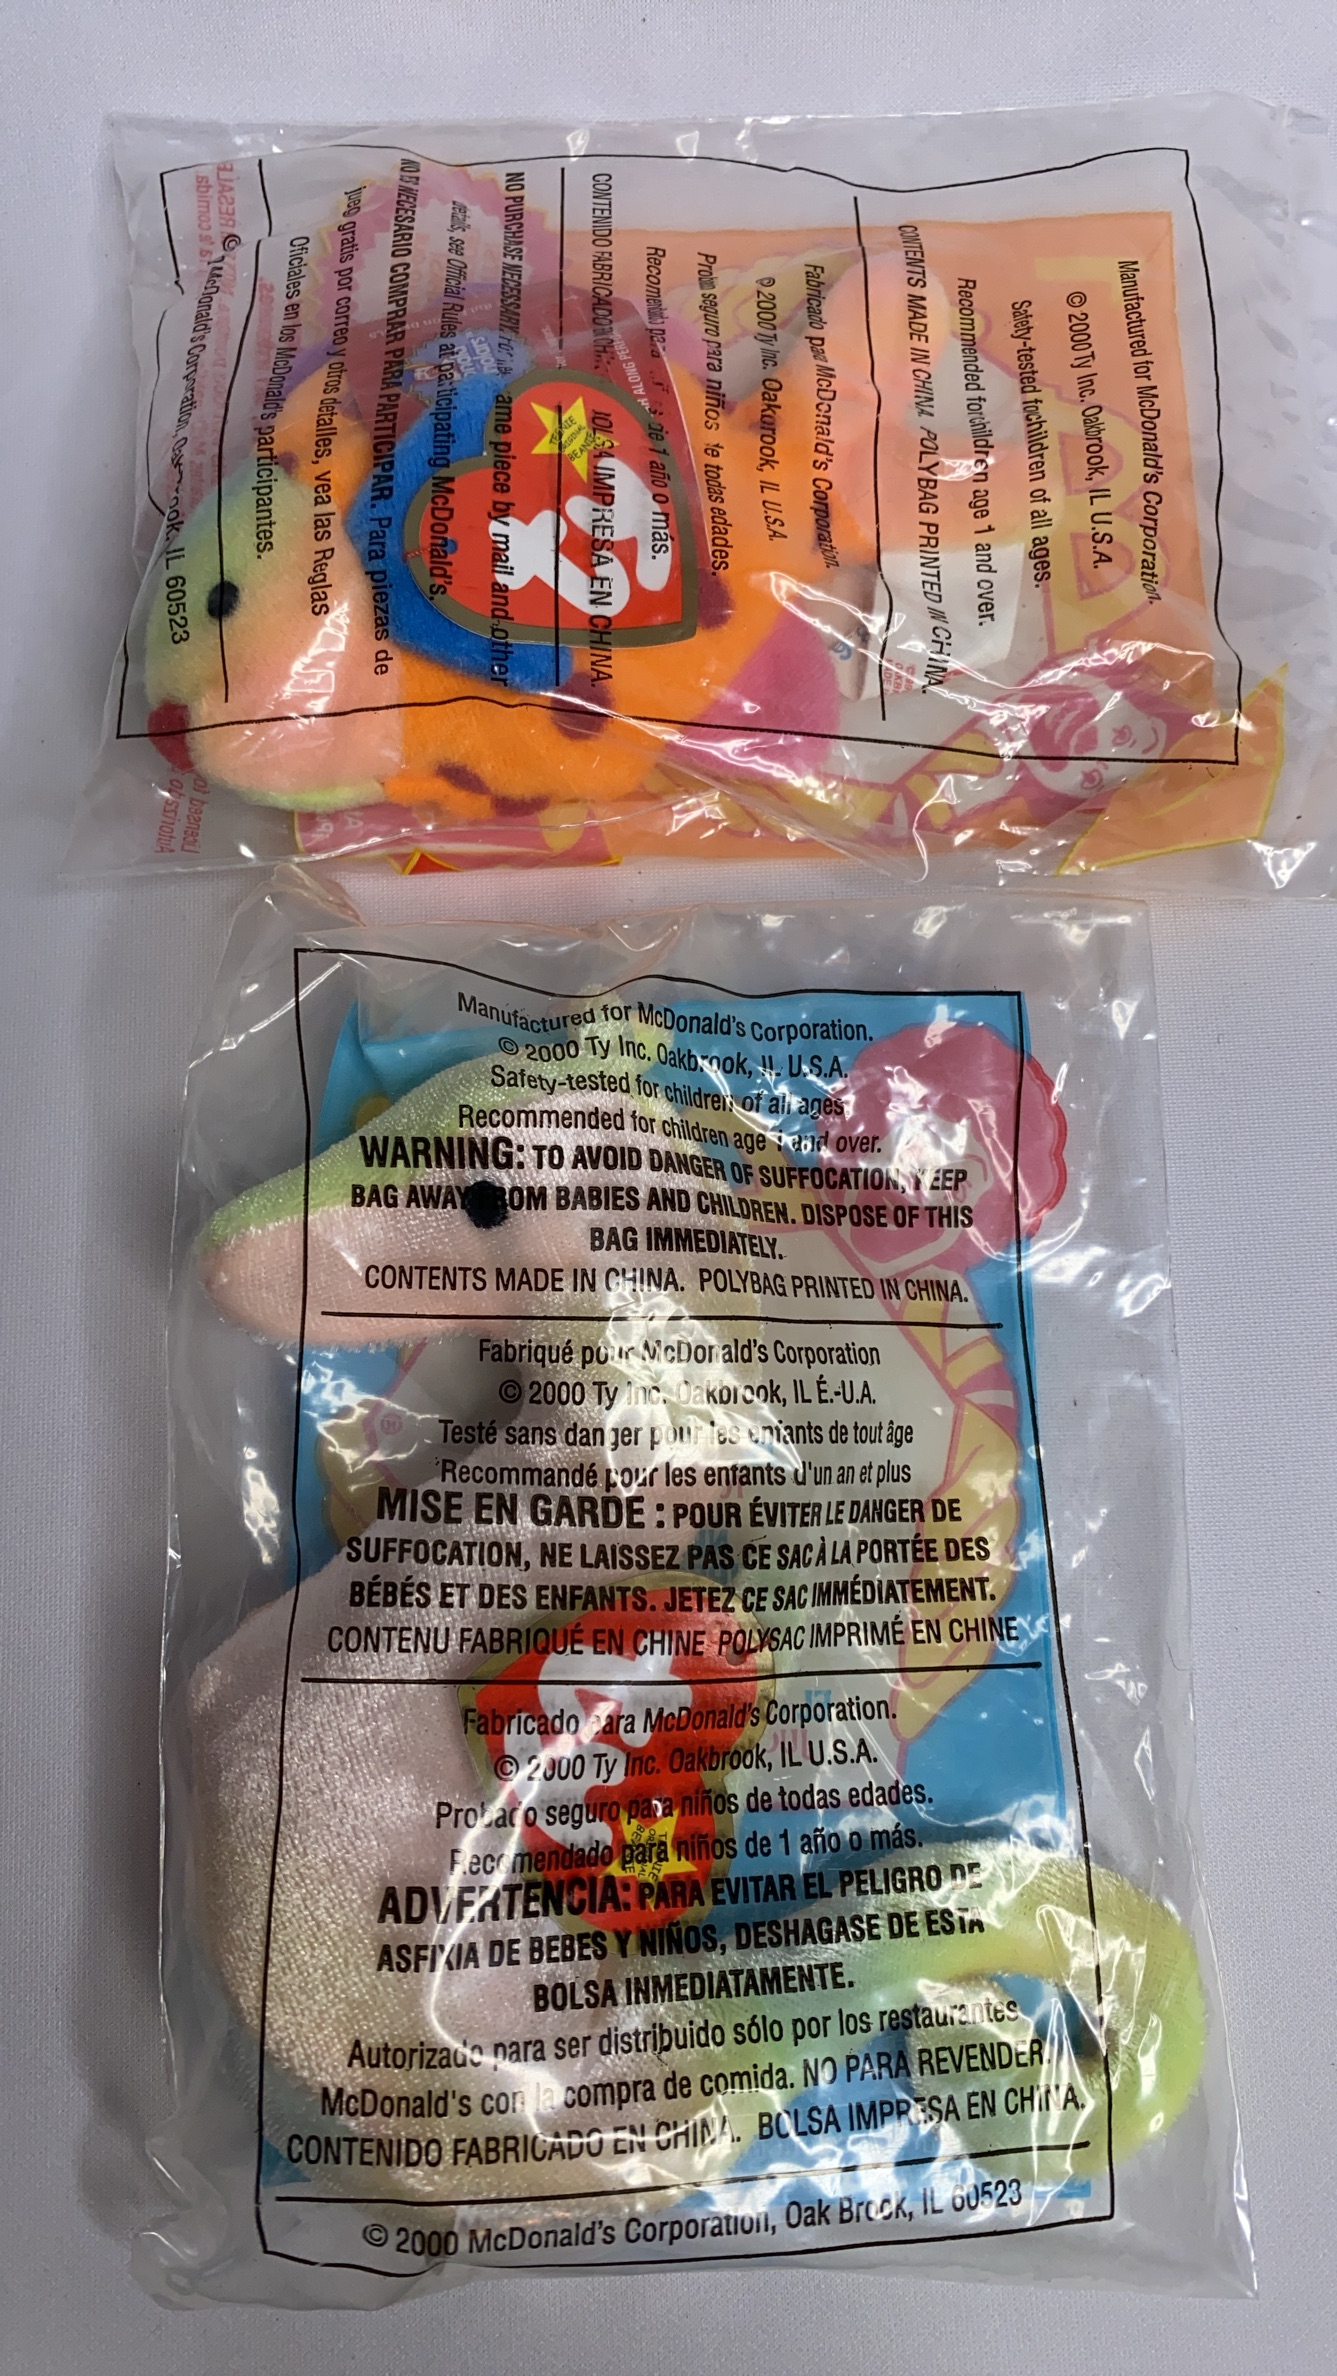 Manufactured for McDonald's Corporation.
© 2000 Ty Inc. Oakbrook, IL U.S.A.
Safety-tested for children of all ages.
Recommended for children age 1 and over.
CONTENTS MADE IN CHINA. POLYBAG PRINTED IN CHINA.
Fabricado para McDonald's Corporation.
© 2000 Ty Inc. Oakbrook, IL U.S.A.
seguro para niños de todas edades.
de 1 año o más.
CONTENIDO FABRICADO IMPRESA EN CHINA.
NO PURCHASE NECESSARY. game piece by mail and other
details, see Official Rules at participating McDonald's.
NO ES NECESARIO COMPRAR PARA PARTICIPAR. Para piezas de
juego gratis por correo y otros detalles, vea las Reglas
Oficiales en los McDonald's participantes.
© McDonald's Corporation, IL 60523
ty
TEENIE
BEANIE
Manufactured for McDonald's Corporation.
© 2000 Ty Inc. Oakbrook, IL U.S.A.
Safety-tested for children of all ages
Recommended for children age 1 and over.
WARNING: TO AVOID DANGER OF SUFFOCATION, KEEP
BAG AWAY FROM BABIES AND CHILDREN. DISPOSE OF THIS
BAG IMMEDIATELY.
CONTENTS MADE IN CHINA. POLYBAG PRINTED IN CHINA.
Fabriqué pour McDonald's Corporation
© 2000 Ty Inc. Oakbrook, IL É.-U.A.
Testé sans danger pour les enfants de tout âge
Recommandé pour les enfants d'un an et plus
MISE EN GARDE : POUR ÉVITER LE DANGER DE
SUFFOCATION, NE LAISSEZ PAS CE SAC À LA PORTÉE DES
BÉBÉS ET DES ENFANTS. JETEZ CE SAC IMMÉDIATEMENT.
CONTENU FABRIQUÉ EN CHINE POLYSAC IMPRIMÉ EN CHINE
Fabricado para McDonald's Corporation.
© 2000 Ty Inc. Oakbrook, IL U.S.A.
Probado seguro para niños de todas edades.
Recomendado para niños de 1 año o más.
ADVERTENCIA: PARA EVITAR EL PELIGRO DE
ASFIXIA DE BEBES Y NIÑOS, DESHAGASE DE ESTA
BOLSA INMEDIATAMENTE.
Autorizado para ser distribuido sólo por los restaurantes
McDonald's con la compra de comida. NO PARA REVENDER.
CONTENIDO FABRICADO EN CHINA. BOLSA IMPRESA EN CHINA.
© 2000 McDonald's Corporation, Oak Brook, IL 60523
ty